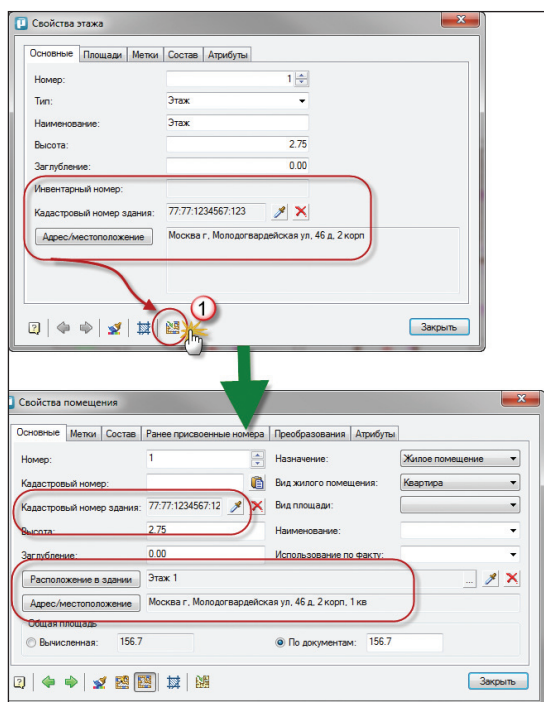 Свойства этажа
Основные Площади Метки Состав Атрибуты
Номер: 1
Тип: Этаж
Наименование: Этаж
Высота: 2.75
Заглубление: 0.00
Инвентарный номер:
Кадастровый номер здания: 77:77:1234567:123
Адрес/местоположение Москва г, Молодогвардейская ул, 46 д, 2 корп
1
Закрыть
Свойства помещения
Основные Метки Состав Ранее присвоенные номера Преобразования Атрибуты
Номер: 1 Назначение: Жилое помещение
Кадастровый номер: Вид жилого помещения: Квартира
Кадастровый номер здания: 77:77:1234567:12 Вид площади:
Высота: 2.75 Наименование:
Заглубление: 0.00 Использование по факту:
Расположение в здании Этаж 1 ...
Адрес/местоположение Москва г, Молодогвардейская ул, 46 д, 2 корп, 1 кв
Общая площадь
Вычисленная: 156.7 По документам: 156.7
Закрыть